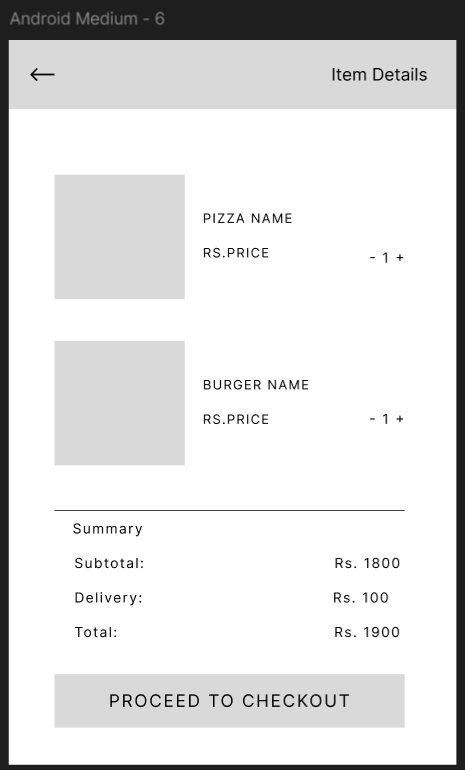 Android Medium - 6
Item Details
PIZZA NAME
RS.PRICE
- 1 +
BURGER NAME
RS.PRICE
- 1 +
Summary
Subtotal: Rs. 1800
Delivery: Rs. 100
Total: Rs. 1900
PROCEED TO CHECKOUT